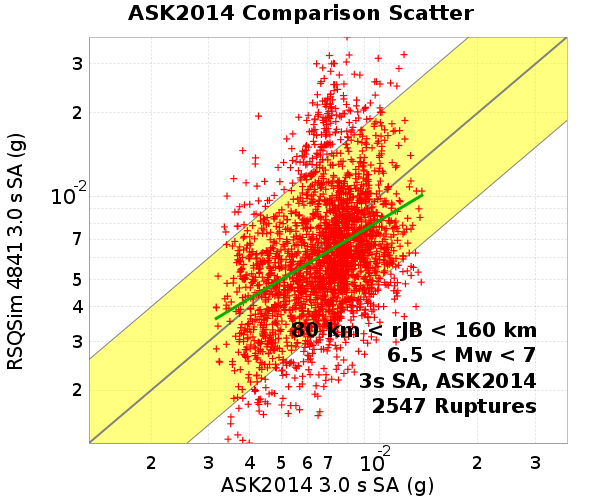 ASK2014 Comparison Scatter
RSQSim 4841 3.0 s SA (g)
3
2
10-2
7
5
4
3
2
80 km < rJB < 160 km
6.5 < Mw < 7
3s SA, ASK2014
2547 Ruptures
2 3 4 5 6 7 10-2 2 3
ASK2014 3.0 s SA (g)